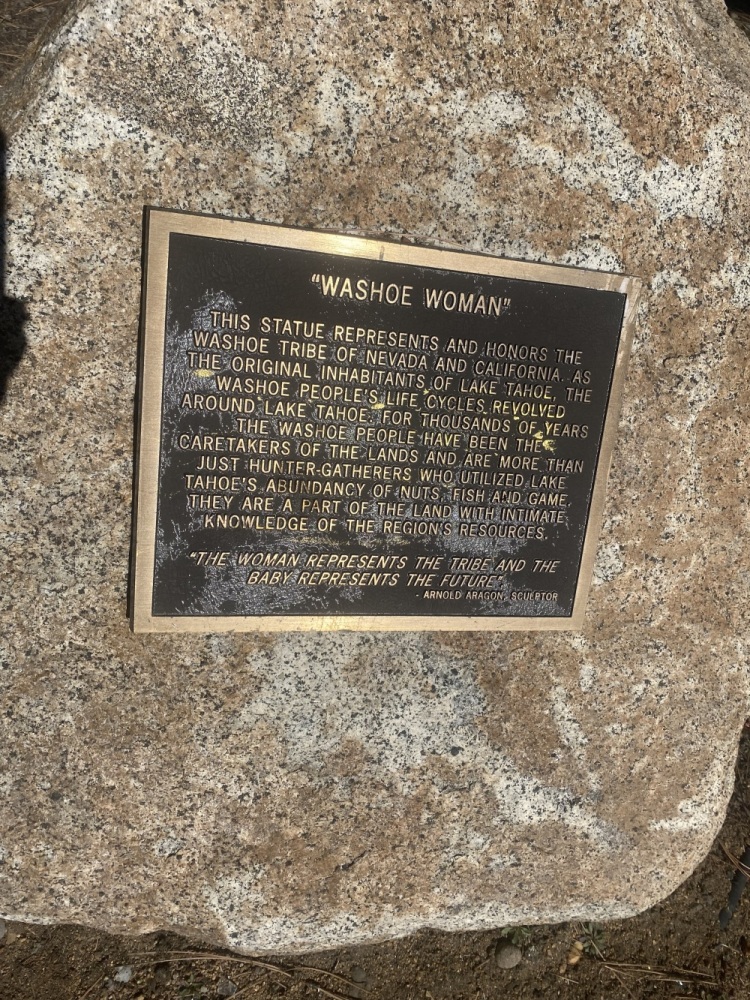 "WASHOE WOMAN"
THIS STATUE REPRESENTS AND HONORS THE
WASHOE TRIBE OF NEVADA AND CALIFORNIA. AS
THE ORIGINAL INHABITANTS OF LAKE TAHOE, THE
WASHOE PEOPLE'S LIFE CYCLES REVOLVED
AROUND LAKE TAHOE. FOR THOUSANDS OF YEARS
THE WASHOE PEOPLE HAVE BEEN THE
CARETAKERS OF THE LANDS AND ARE MORE THAN
JUST HUNTER-GATHERERS WHO UTILIZED LAKE
TAHOE'S ABUNDANCY OF NUTS, FISH AND GAME.
THEY ARE A PART OF THE LAND WITH INTIMATE
KNOWLEDGE OF THE REGION'S RESOURCES.
"THE WOMAN REPRESENTS THE TRIBE AND THE
BABY REPRESENTS THE FUTURE".
- ARNOLD ARAGON, SCULPTOR